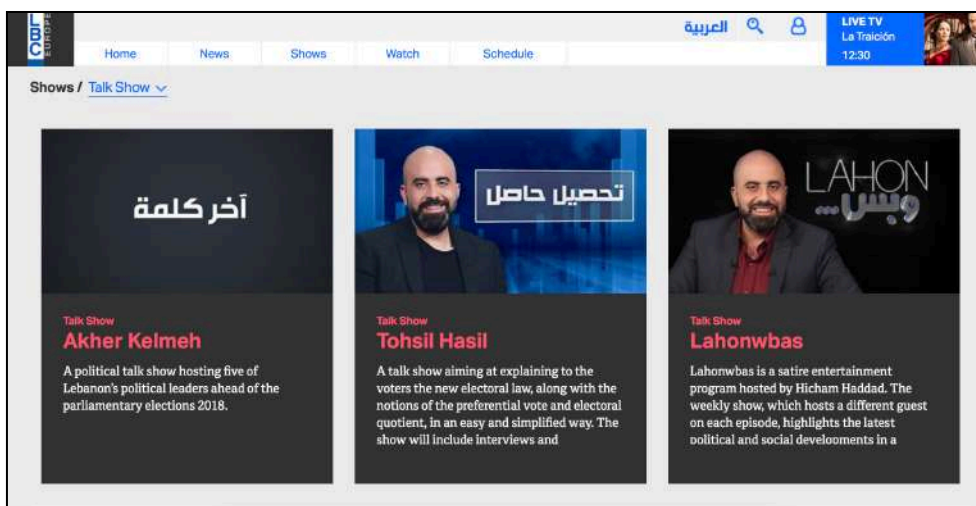 LBC
EUROPE
العربية
LIVE TV
La Traición
12:30
Home News Shows Watch Schedule
Shows / Talk Show
آخر كلمة
تحصيل حاصل
LAHON
وبس...
Talk Show
Akher Kelmeh
A political talk show hosting five of
Lebanon's political leaders ahead of the
parliamentary elections 2018.
Talk Show
Tohsil Hasil
A talk show aiming at explaining to the
voters the new electoral law, along with the
notions of the preferential vote and electoral
quotient, in an easy and simplified way. The
show will include interviews and
Talk Show
Lahonwbas
Lahonwbas is a satire entertainment
program hosted by Hicham Haddad. The
weekly show, which hosts a different guest
on each episode, highlights the latest
political and social developments in a